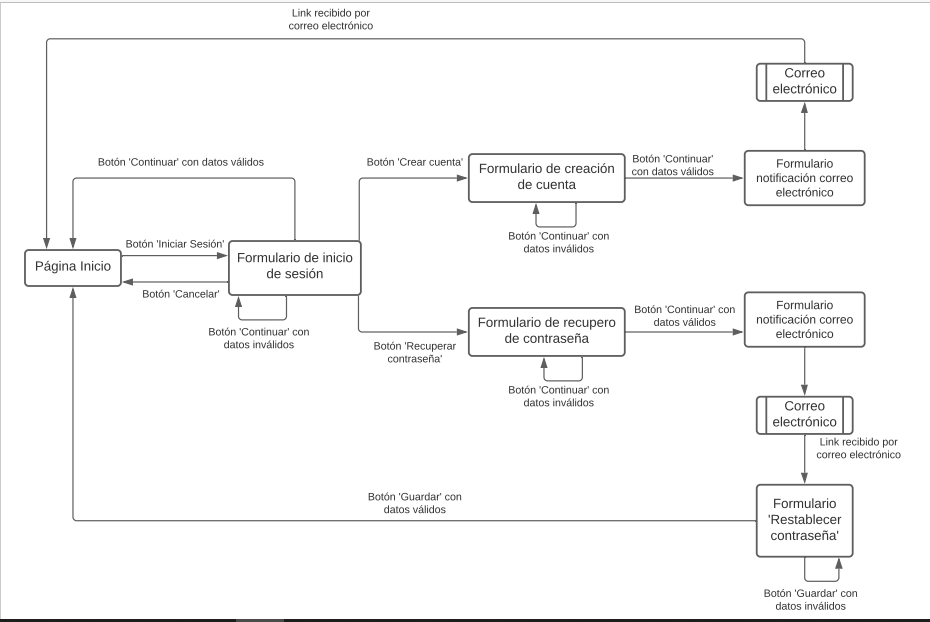 Link recibido por
correo electrónico
Correo
electrónico
Botón 'Continuar' con datos válidos
Botón 'Crear cuenta'
Formulario de creación
de cuenta
Botón 'Continuar'
con datos válidos
Formulario
notificación correo
electrónico
Botón 'Continuar' con
datos inválidos
Página Inicio
Botón 'Iniciar Sesión'
Formulario de inicio
de sesión
Botón 'Cancelar'
Botón 'Continuar' con
datos inválidos
Botón 'Recuperar
contraseña'
Formulario de recupero
de contraseña
Botón 'Continuar' con
datos válidos
Formulario
notificación correo
electrónico
Botón 'Continuar' con
datos inválidos
Correo
electrónico
Link recibido por
correo electrónico
Botón 'Guardar' con
datos válidos
Formulario
'Restablecer
contraseña'
Botón 'Guardar' con
datos inválidos